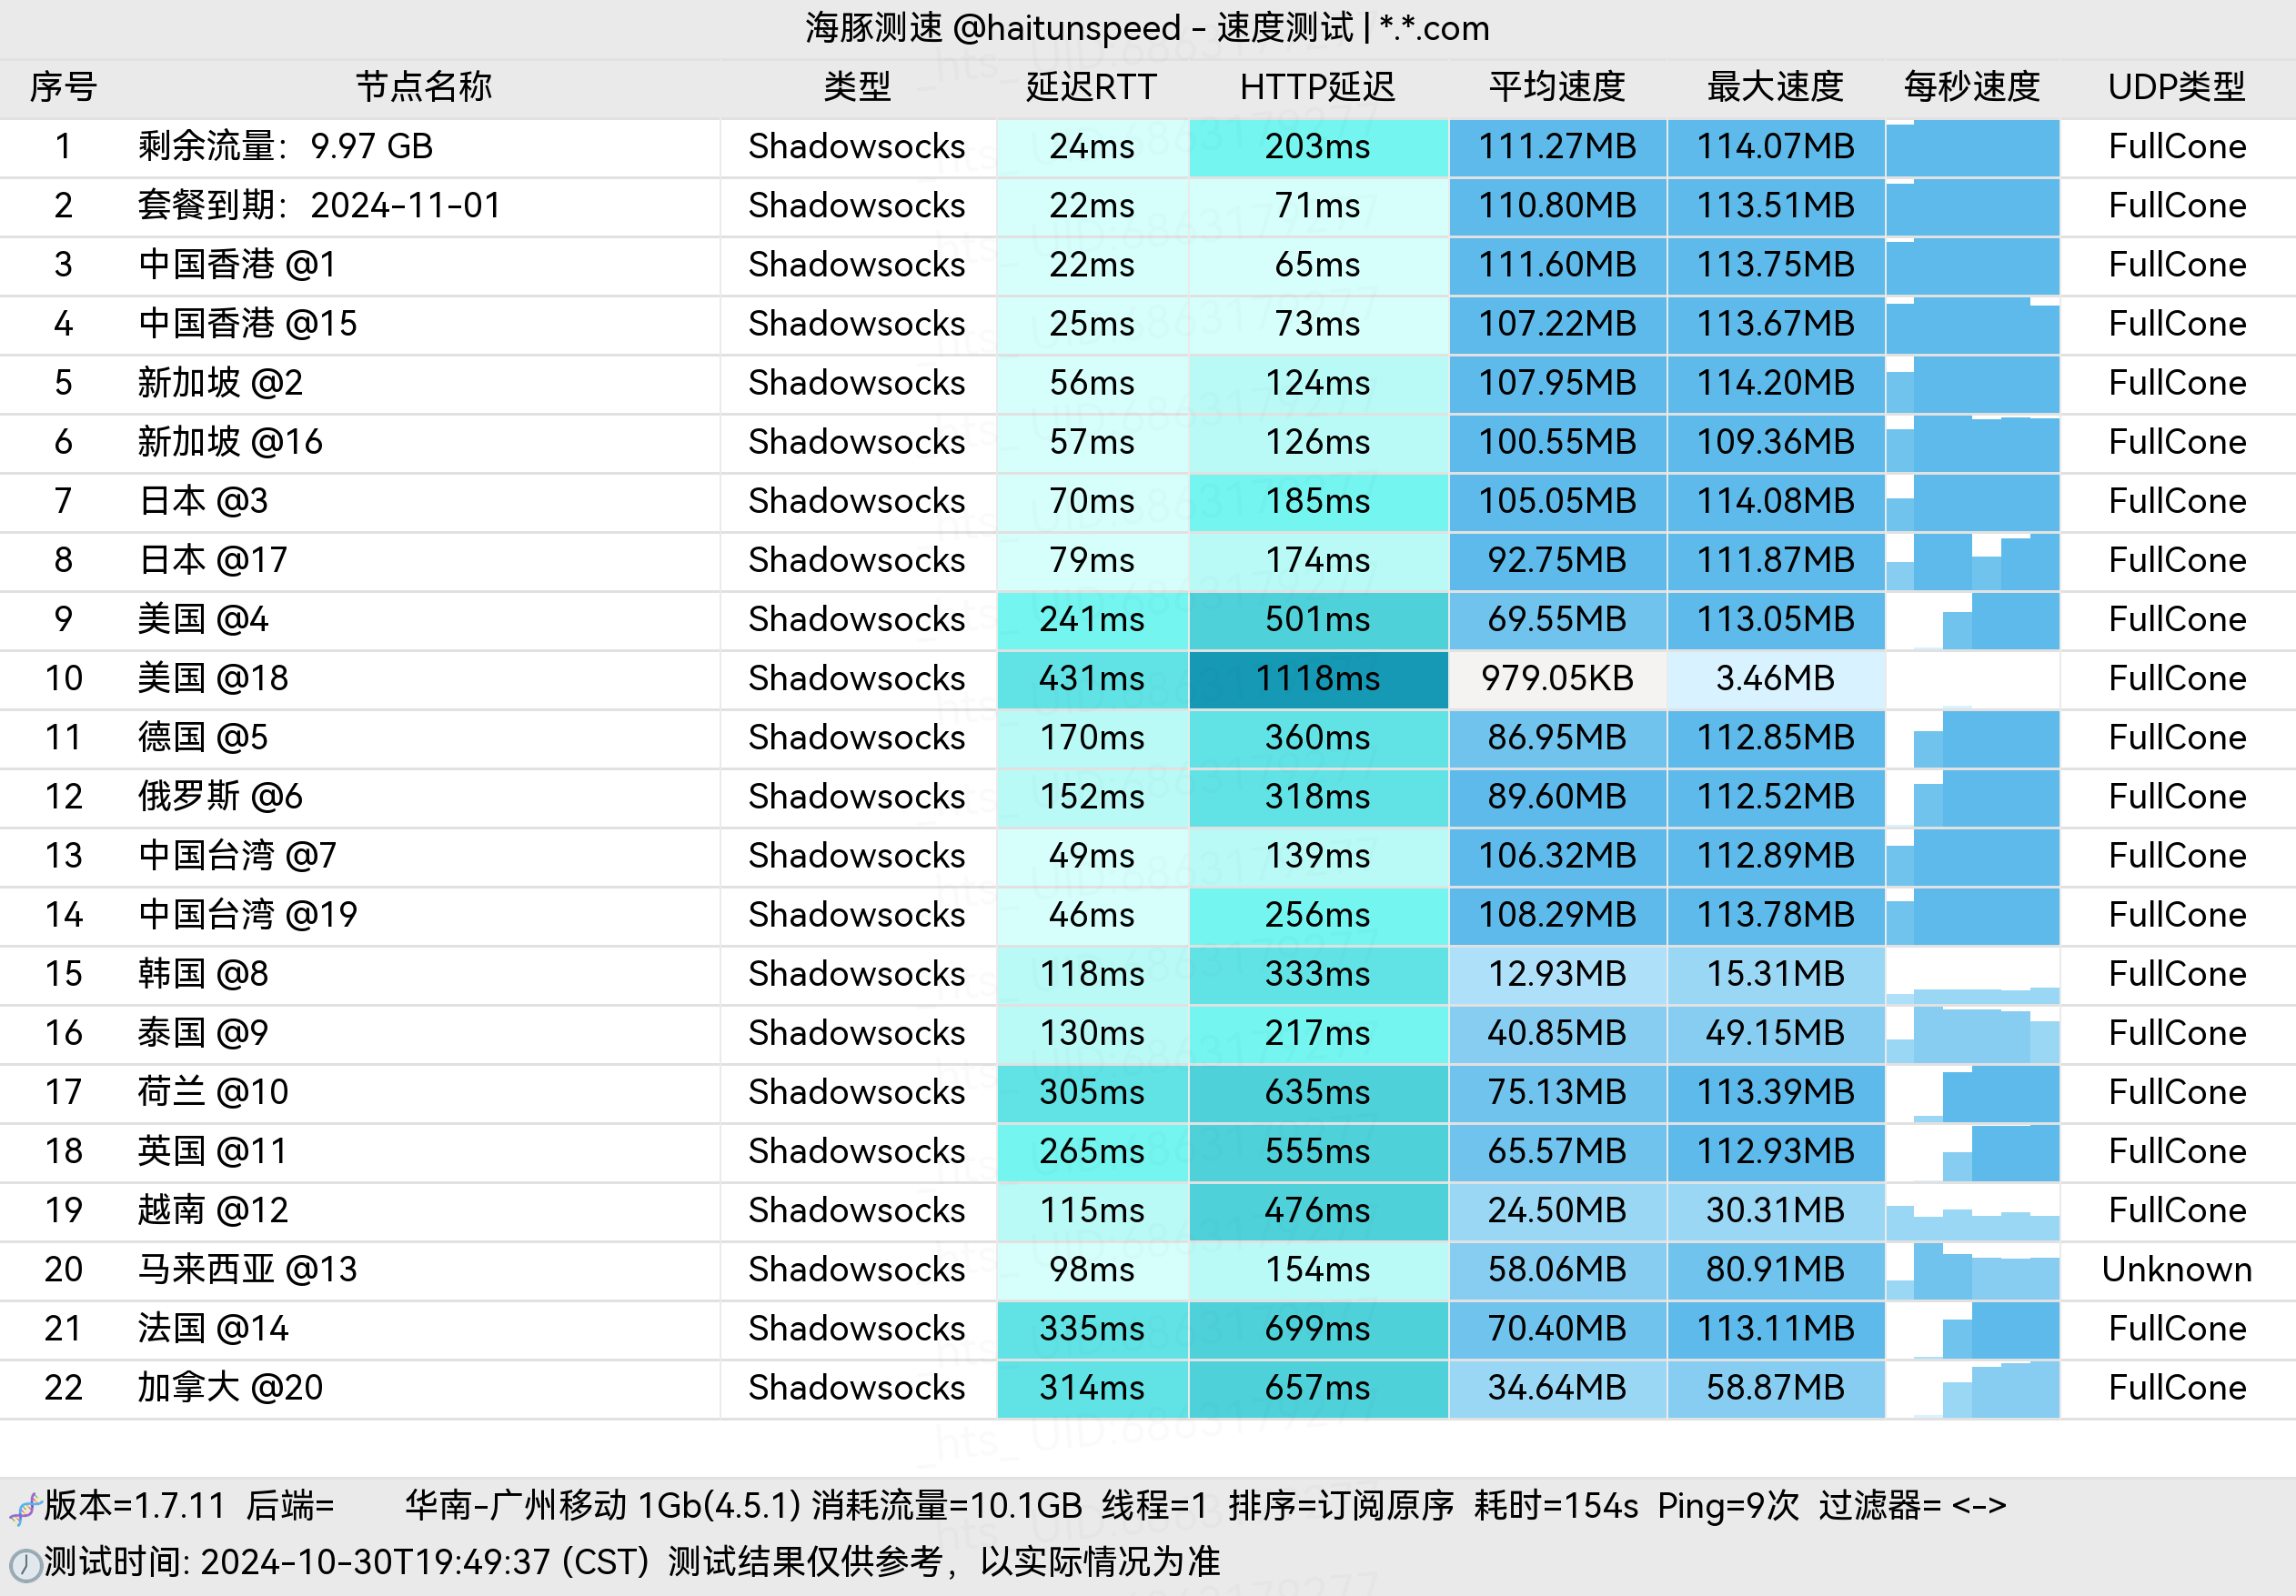 海豚测速 @haitunspeed - 速度测试 | *.*.com
序号 节点名称 类型 延迟RTT HTTP延迟 平均速度 最大速度 每秒速度 UDP类型
1 剩余流量：9.97 GB Shadowsocks 24ms 203ms 111.27MB 114.07MB FullCone
2 套餐到期：2024-11-01 Shadowsocks 22ms 71ms 110.80MB 113.51MB FullCone
3 中国香港 @1 Shadowsocks 22ms 65ms 111.60MB 113.75MB FullCone
4 中国香港 @15 Shadowsocks 25ms 73ms 107.22MB 113.67MB FullCone
5 新加坡 @2 Shadowsocks 56ms 124ms 107.95MB 114.20MB FullCone
6 新加坡 @16 Shadowsocks 57ms 126ms 100.55MB 109.36MB FullCone
7 日本 @3 Shadowsocks 70ms 185ms 105.05MB 114.08MB FullCone
8 日本 @17 Shadowsocks 79ms 174ms 92.75MB 111.87MB FullCone
9 美国 @4 Shadowsocks 241ms 501ms 69.55MB 113.05MB FullCone
10 美国 @18 Shadowsocks 431ms 1118ms 979.05KB 3.46MB FullCone
11 德国 @5 Shadowsocks 170ms 360ms 86.95MB 112.85MB FullCone
12 俄罗斯 @6 Shadowsocks 152ms 318ms 89.60MB 112.52MB FullCone
13 中国台湾 @7 Shadowsocks 49ms 139ms 106.32MB 112.89MB FullCone
14 中国台湾 @19 Shadowsocks 46ms 256ms 108.29MB 113.78MB FullCone
15 韩国 @8 Shadowsocks 118ms 333ms 12.93MB 15.31MB FullCone
16 泰国 @9 Shadowsocks 130ms 217ms 40.85MB 49.15MB FullCone
17 荷兰 @10 Shadowsocks 305ms 635ms 75.13MB 113.39MB FullCone
18 英国 @11 Shadowsocks 265ms 555ms 65.57MB 112.93MB FullCone
19 越南 @12 Shadowsocks 115ms 476ms 24.50MB 30.31MB FullCone
20 马来西亚 @13 Shadowsocks 98ms 154ms 58.06MB 80.91MB Unknown
21 法国 @14 Shadowsocks 335ms 699ms 70.40MB 113.11MB FullCone
22 加拿大 @20 Shadowsocks 314ms 657ms 34.64MB 58.87MB FullCone
版本=1.7.11 后端= 华南-广州移动 1Gb(4.5.1) 消耗流量=10.1GB 线程=1 排序=订阅原序 耗时=154s Ping=9次 过滤器= <->
测试时间: 2024-10-30T19:49:37 (CST) 测试结果仅供参考，以实际情况为准